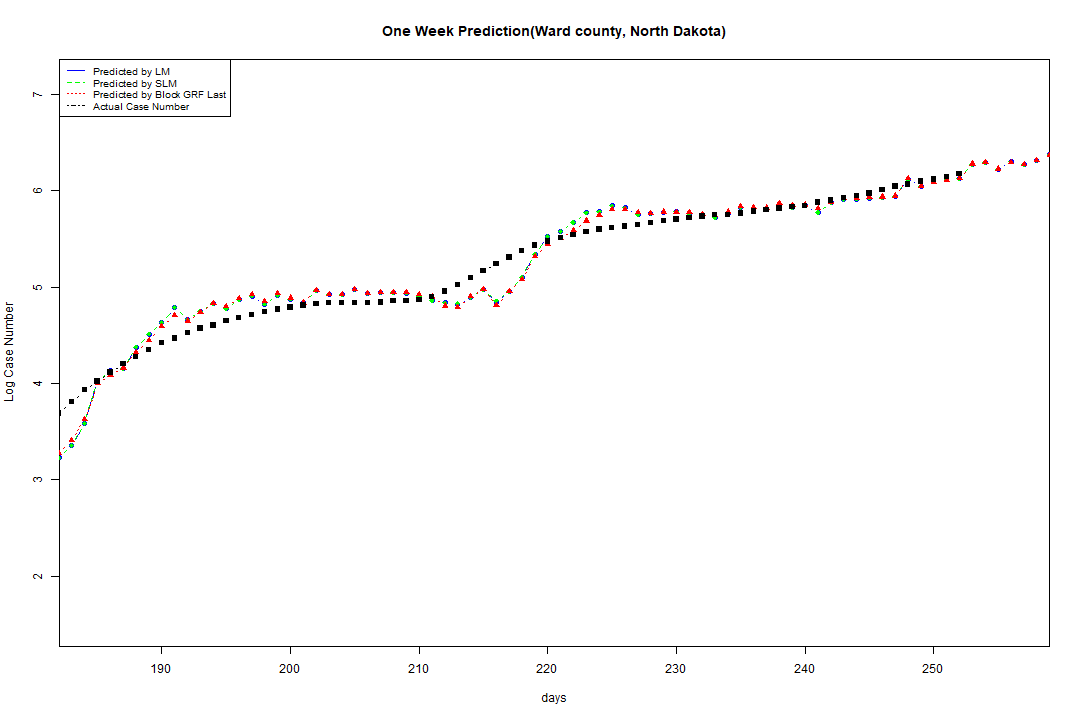 One Week Prediction(Ward county, North Dakota)
Predicted by LM
Predicted by SLM
Predicted by Block GRF Last
Actual Case Number
7
6
5
4
3
2
Log Case Number
190 200 210 220 230 240 250
days